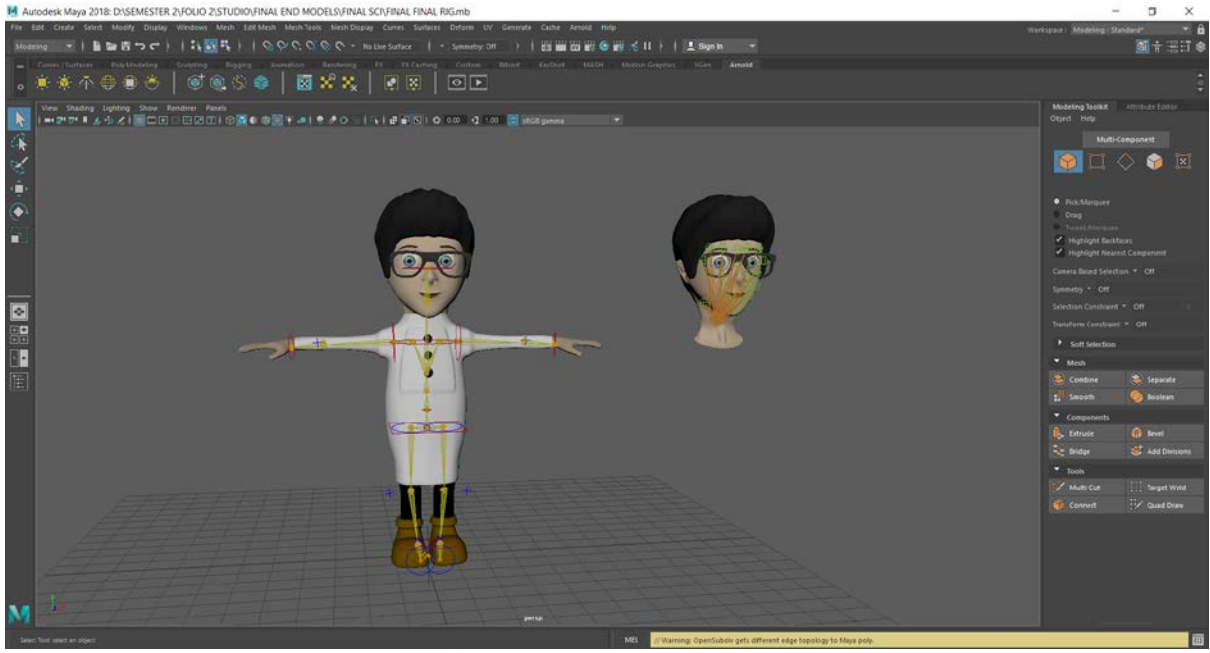 Autodesk Maya 2018: D:\SEMESTER 2\FOLIO 2\STUDIO\FINAL END MODELS\FINAL SCI\FINAL FINAL RIG.mb
File Edit Create Select Modify Display Windows Mesh Edit Mesh Mesh Tools Mesh Display Curves Surfaces Deform UV Generate Cache Arnold Help
Workspace: Modeling - Standard*
Modeling No Live Surface Symmetry: Off Sign In
Curves / Surfaces Poly Modeling Sculpting Rigging Animation Rendering FX FX Caching Custom Bifrost KeyShot MASH Motion Graphics XGen Arnold
View Shading Lighting Show Renderer Panels
0.00 1.00 sRGB gamma
Modeling Toolkit Attribute Editor
Object Help
Multi-Component
Pick/Marquee
Drag
Tweak/Marquee
Highlight Backfaces
Highlight Nearest Component
Camera Based Selection Off
Symmetry Off
Selection Constraint Off
Transform Constraint Off
Soft Selection
Mesh
Combine Separate
Smooth Boolean
Components
Extrude Bevel
Bridge Add Divisions
Tools
Multi-Cut Target Weld
Connect Quad Draw
persp
Select Tool: select an object
MEL // Warning: OpenSubdiv gets different edge topology to Maya poly.